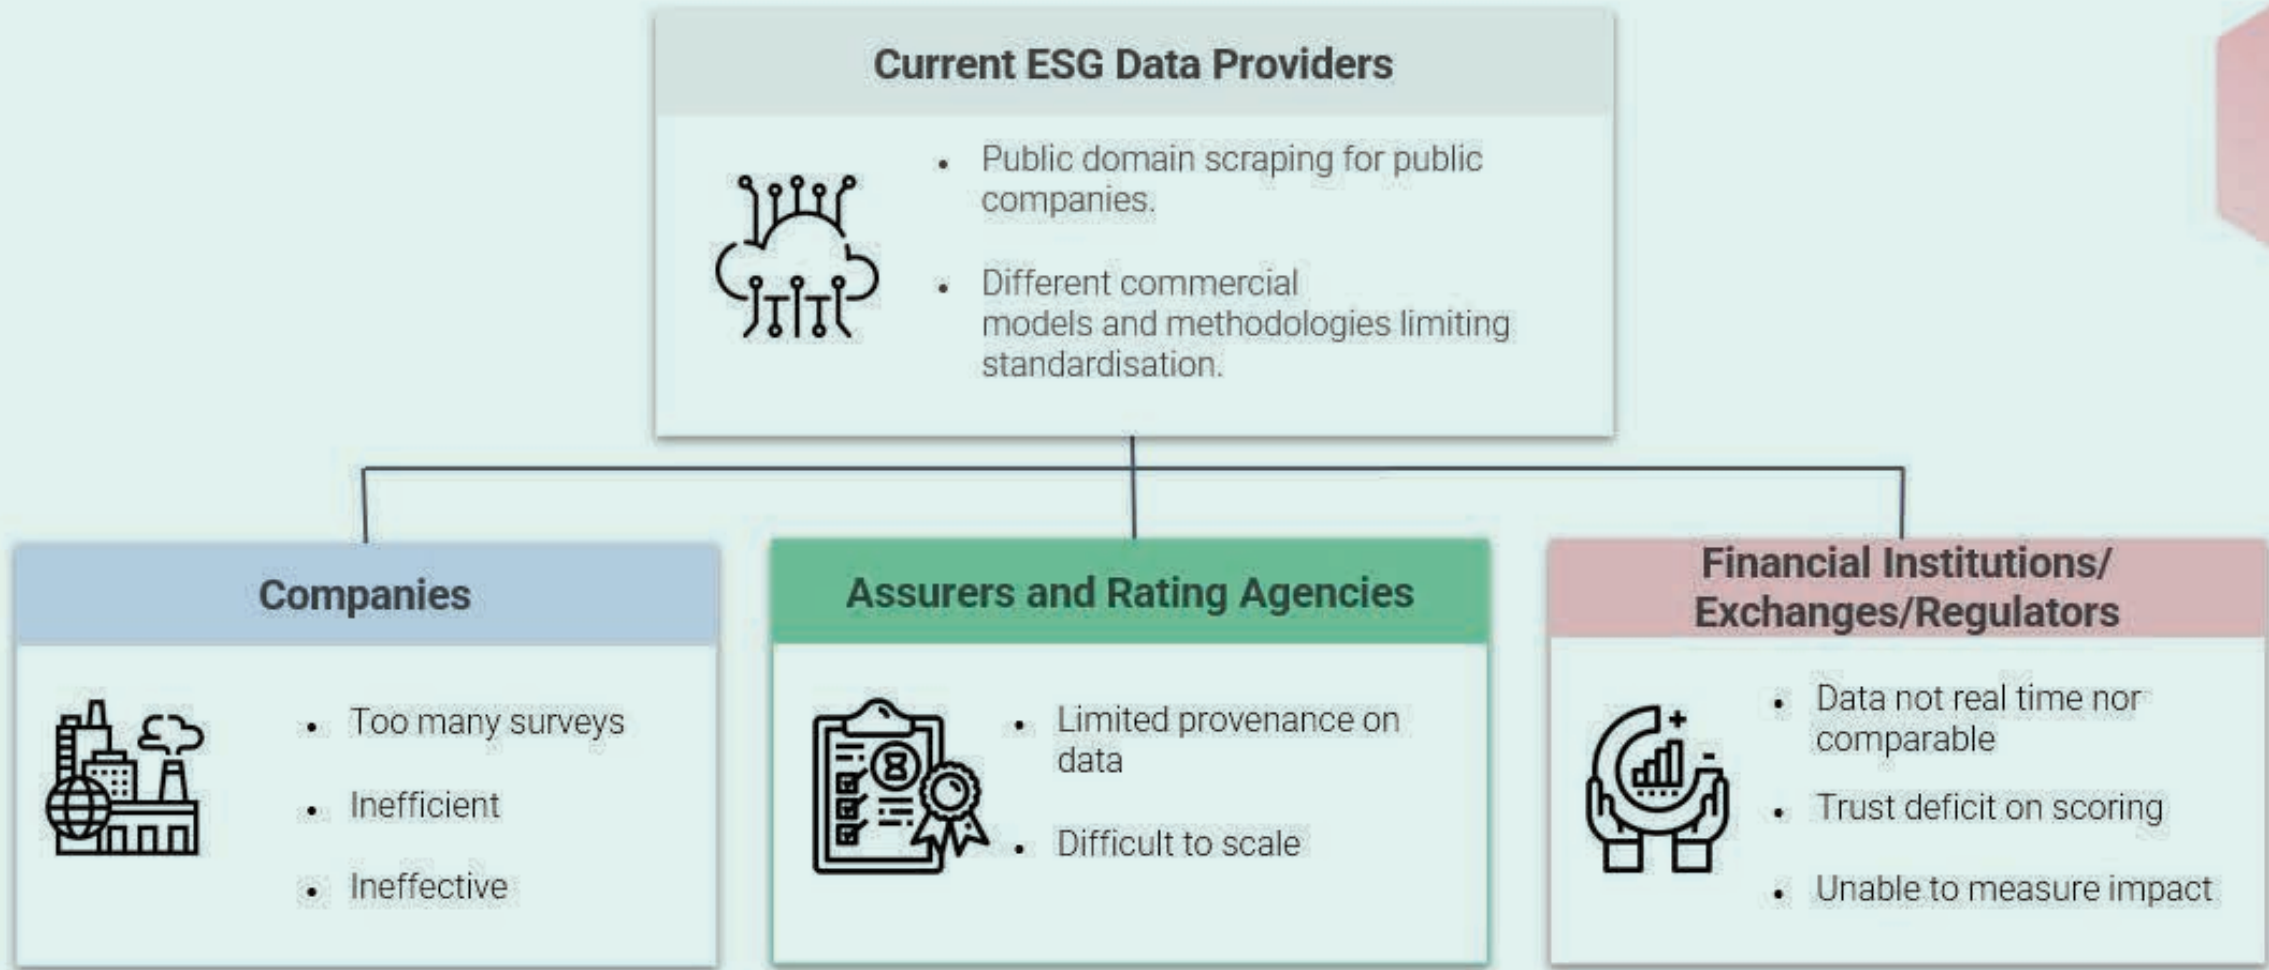 Current ESG Data Providers
• Public domain scraping for public
companies.
• Different commercial
models and methodologies limiting
standardisation.
Companies
• Too many surveys
• Inefficient
• Ineffective
Assurers and Rating Agencies
• Limited provenance on
data
• Difficult to scale
Financial Institutions/
Exchanges/Regulators
• Data not real time nor
comparable
• Trust deficit on scoring
• Unable to measure impact